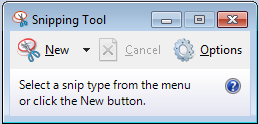 Snipping Tool
New Cancel Options
Select a snip type from the menu
or click the New button.